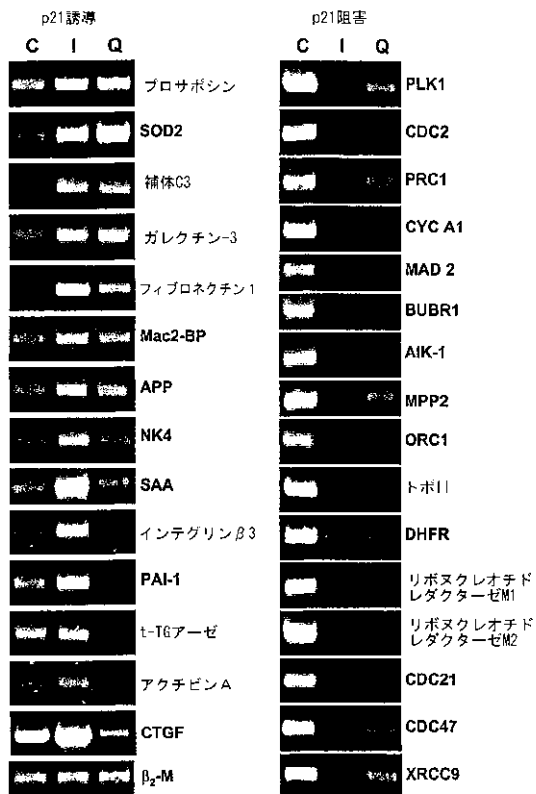 p21誘導
C I Q
プロサポシン
SOD2
補体C3
ガレクチン-3
フィブロネクチン1
Mac2-BP
APP
NK4
SAA
インテグリンβ3
PAI-1
t-TGアーゼ
アクチビンA
CTGF
β₂-M
p21阻害
C I Q
PLK1
CDC2
PRC1
CYC A1
MAD 2
BUBR1
AIK-1
MPP2
ORC1
トポII
DHFR
リボヌクレオチド
レダクターゼM1
リボヌクレオチド
レダクターゼM2
CDC21
CDC47
XRCC9